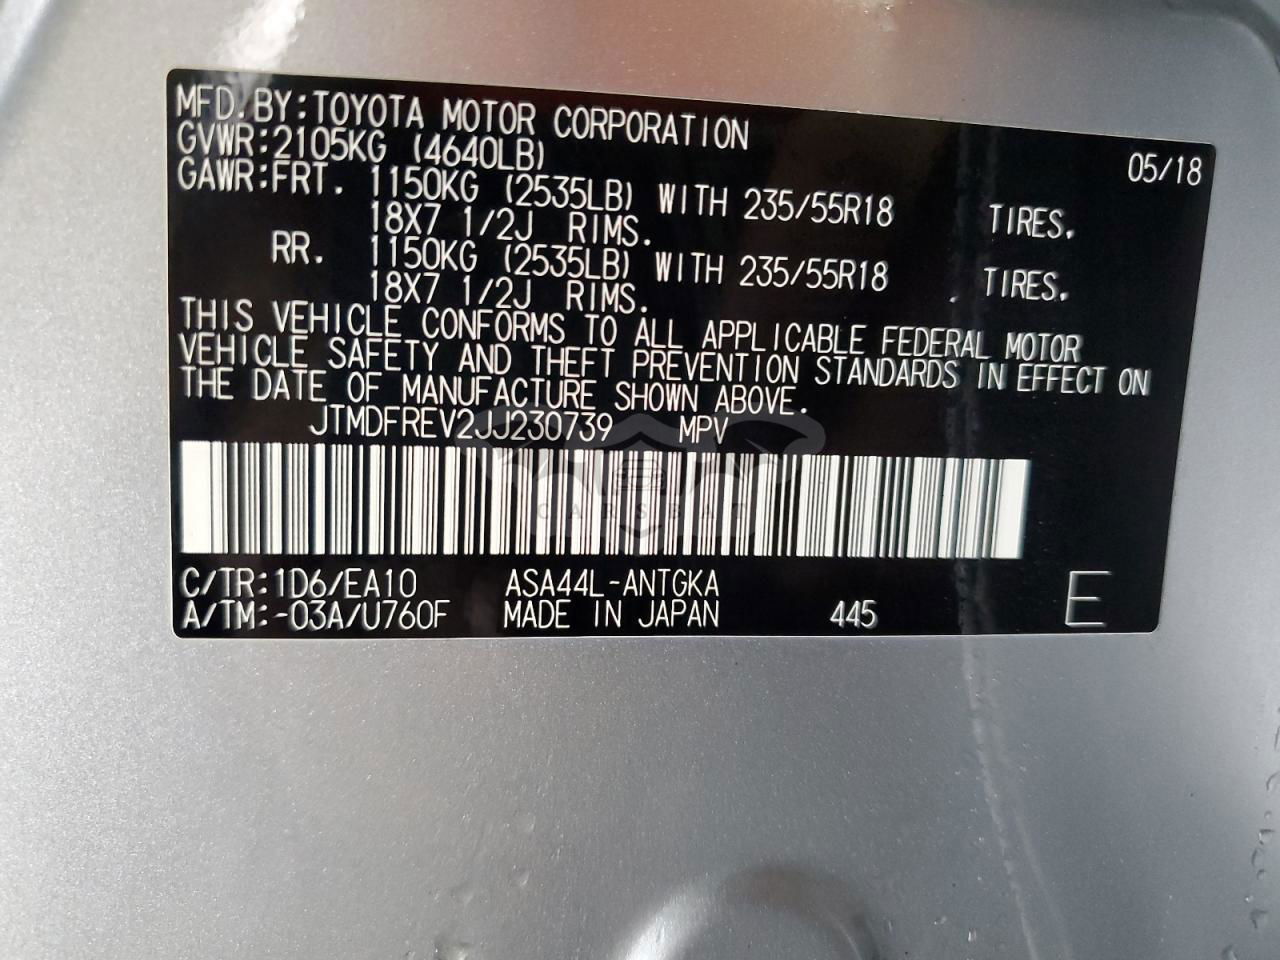 MFD.BY:TOYOTA MOTOR CORPORATION 05/18
GVWR:2105KG (4640LB)
GAWR:FRT. 1150KG (2535LB) WITH 235/55R18 TIRES.
18X7 1/2J RIMS.
RR. 1150KG (2535LB) WITH 235/55R18 TIRES.
18X7 1/2J RIMS.
THIS VEHICLE CONFORMS TO ALL APPLICABLE FEDERAL MOTOR
VEHICLE SAFETY AND THEFT PREVENTION STANDARDS IN EFFECT ON
THE DATE OF MANUFACTURE SHOWN ABOVE.
JTMDFREV2JJ230739 MPV
C/TR:1D6/EA10 ASA44L-ANTGKA
A/TM:-03A/U760F MADE IN JAPAN 445 E